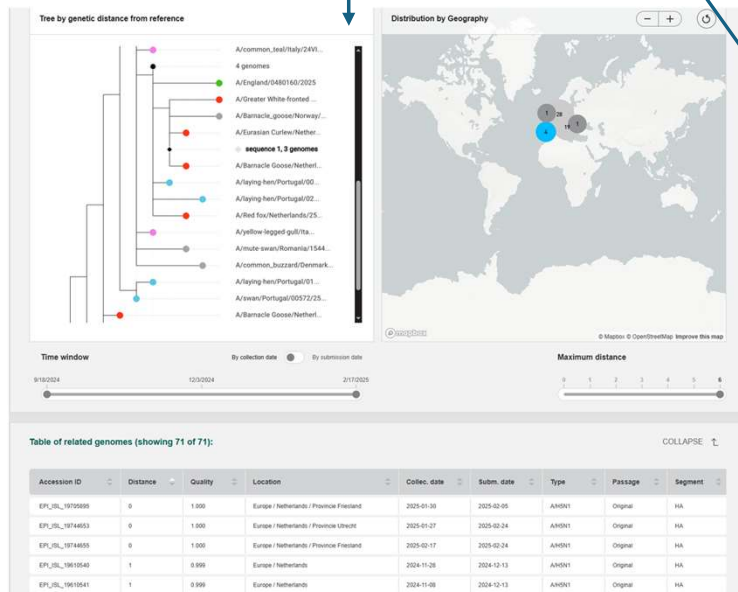 Tree by genetic distance from reference
Distribution by Geography
A/common_teal/Italy/24VI...
4 genomes
A/England/0480160/2025
A/Greater White-fronted ...
A/Barnacle_goose/Norway/...
A/Eurasian Curlew/Nether...
sequence 1, 3 genomes
A/Barnacle Goose/Netherl...
A/laying-hen/Portugal/00...
A/laying-hen/Portugal/02...
A/Red fox/Netherlands/25...
A/yellow-legged-gull/Ita...
A/mute-swan/Romania/1544...
A/common_buzzard/Denmark...
A/laying-hen/Portugal/01...
A/swan/Portugal/00572/25...
A/Barnacle Goose/Netherl...
1 28
4 19 1
mapbox
© Mapbox © OpenStreetMap Improve this map
Time window
By collection date
By submission date
Maximum distance
9/18/2024 12/3/2024 2/17/2025
0 1 2 3 4 5 6
Table of related genomes (showing 71 of 71):
COLLAPSE
Accession ID Distance Quality Location Collec. date Subm. date Type Passage Segment
EPI_ISL_19705895 0 1.000 Europe / Netherlands / Provincie Friesland 2025-01-30 2025-02-05 A/H5N1 Original HA
EPI_ISL_19744653 0 1.000 Europe / Netherlands / Provincie Utrecht 2025-01-27 2025-02-24 A/H5N1 Original HA
EPI_ISL_19744655 0 1.000 Europe / Netherlands / Provincie Friesland 2025-02-17 2025-02-24 A/H5N1 Original HA
EPI_ISL_19610540 1 0.999 Europe / Netherlands 2024-11-26 2024-12-13 A/H5N1 Original HA
EPI_ISL_19610541 1 0.999 Europe / Netherlands 2024-11-08 2024-12-13 A/H5N1 Original HA